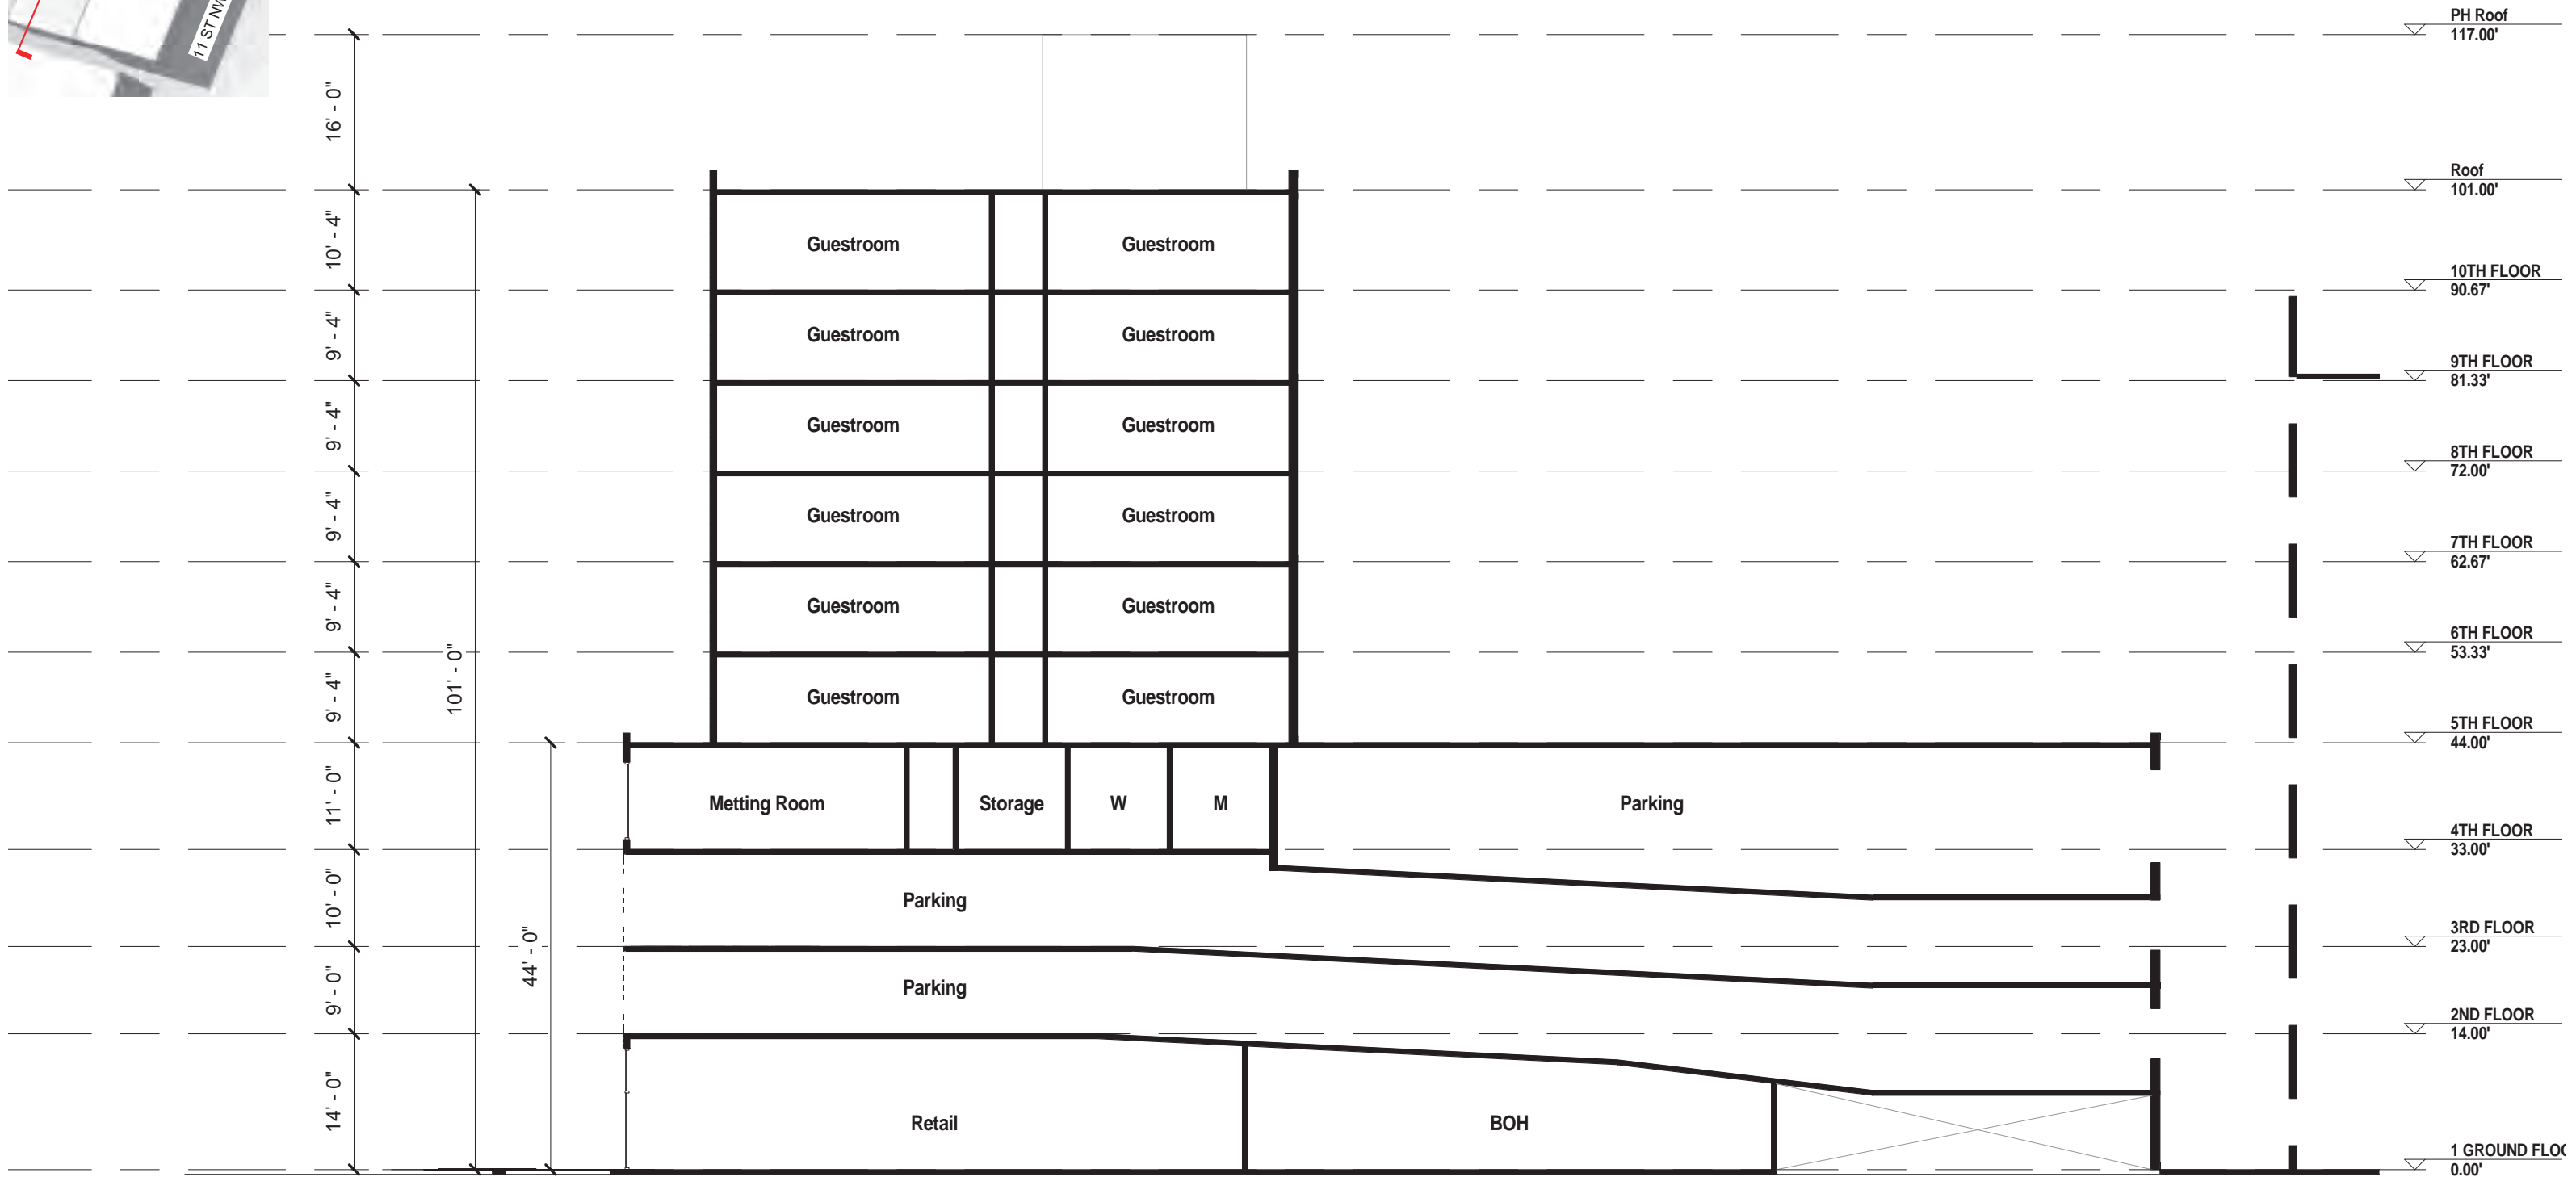 11 ST NW
PH Roof
117.00'
16' - 0"
Roof
101.00'
10' - 4"
Guestroom Guestroom
10TH FLOOR
90.67'
9' - 4"
Guestroom Guestroom
9TH FLOOR
81.33'
9' - 4"
Guestroom Guestroom
8TH FLOOR
72.00'
9' - 4"
Guestroom Guestroom
7TH FLOOR
62.67'
9' - 4"
Guestroom Guestroom
6TH FLOOR
53.33'
101' - 0"
9' - 4"
Guestroom Guestroom
5TH FLOOR
44.00'
11' - 0"
Metting Room Storage W M Parking
4TH FLOOR
33.00'
10' - 0"
Parking
3RD FLOOR
23.00'
44' - 0"
9' - 0"
Parking
2ND FLOOR
14.00'
14' - 0"
Retail BOH
1 GROUND
0.00'